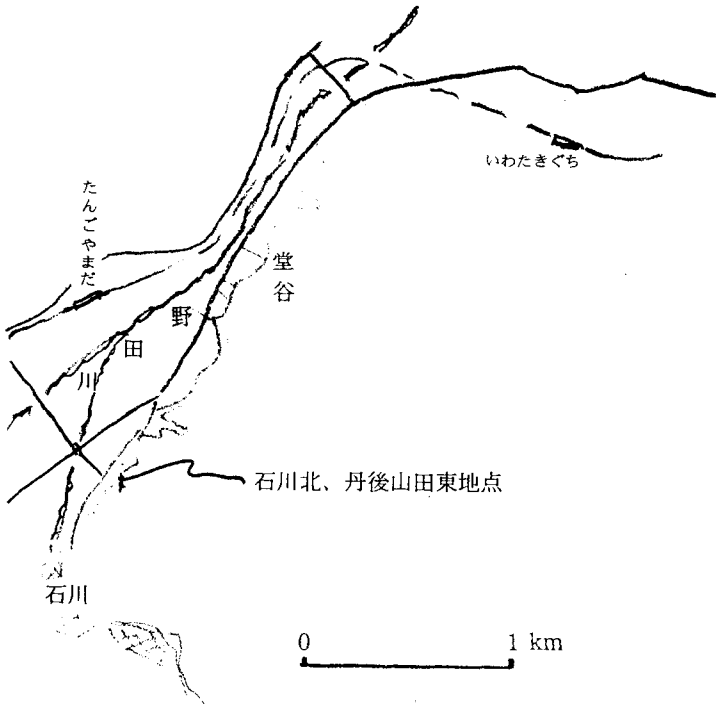 いわたきぐち
たんごやまだ
堂谷
野田川
石川北、丹後山田東地点
石川
0 1 km